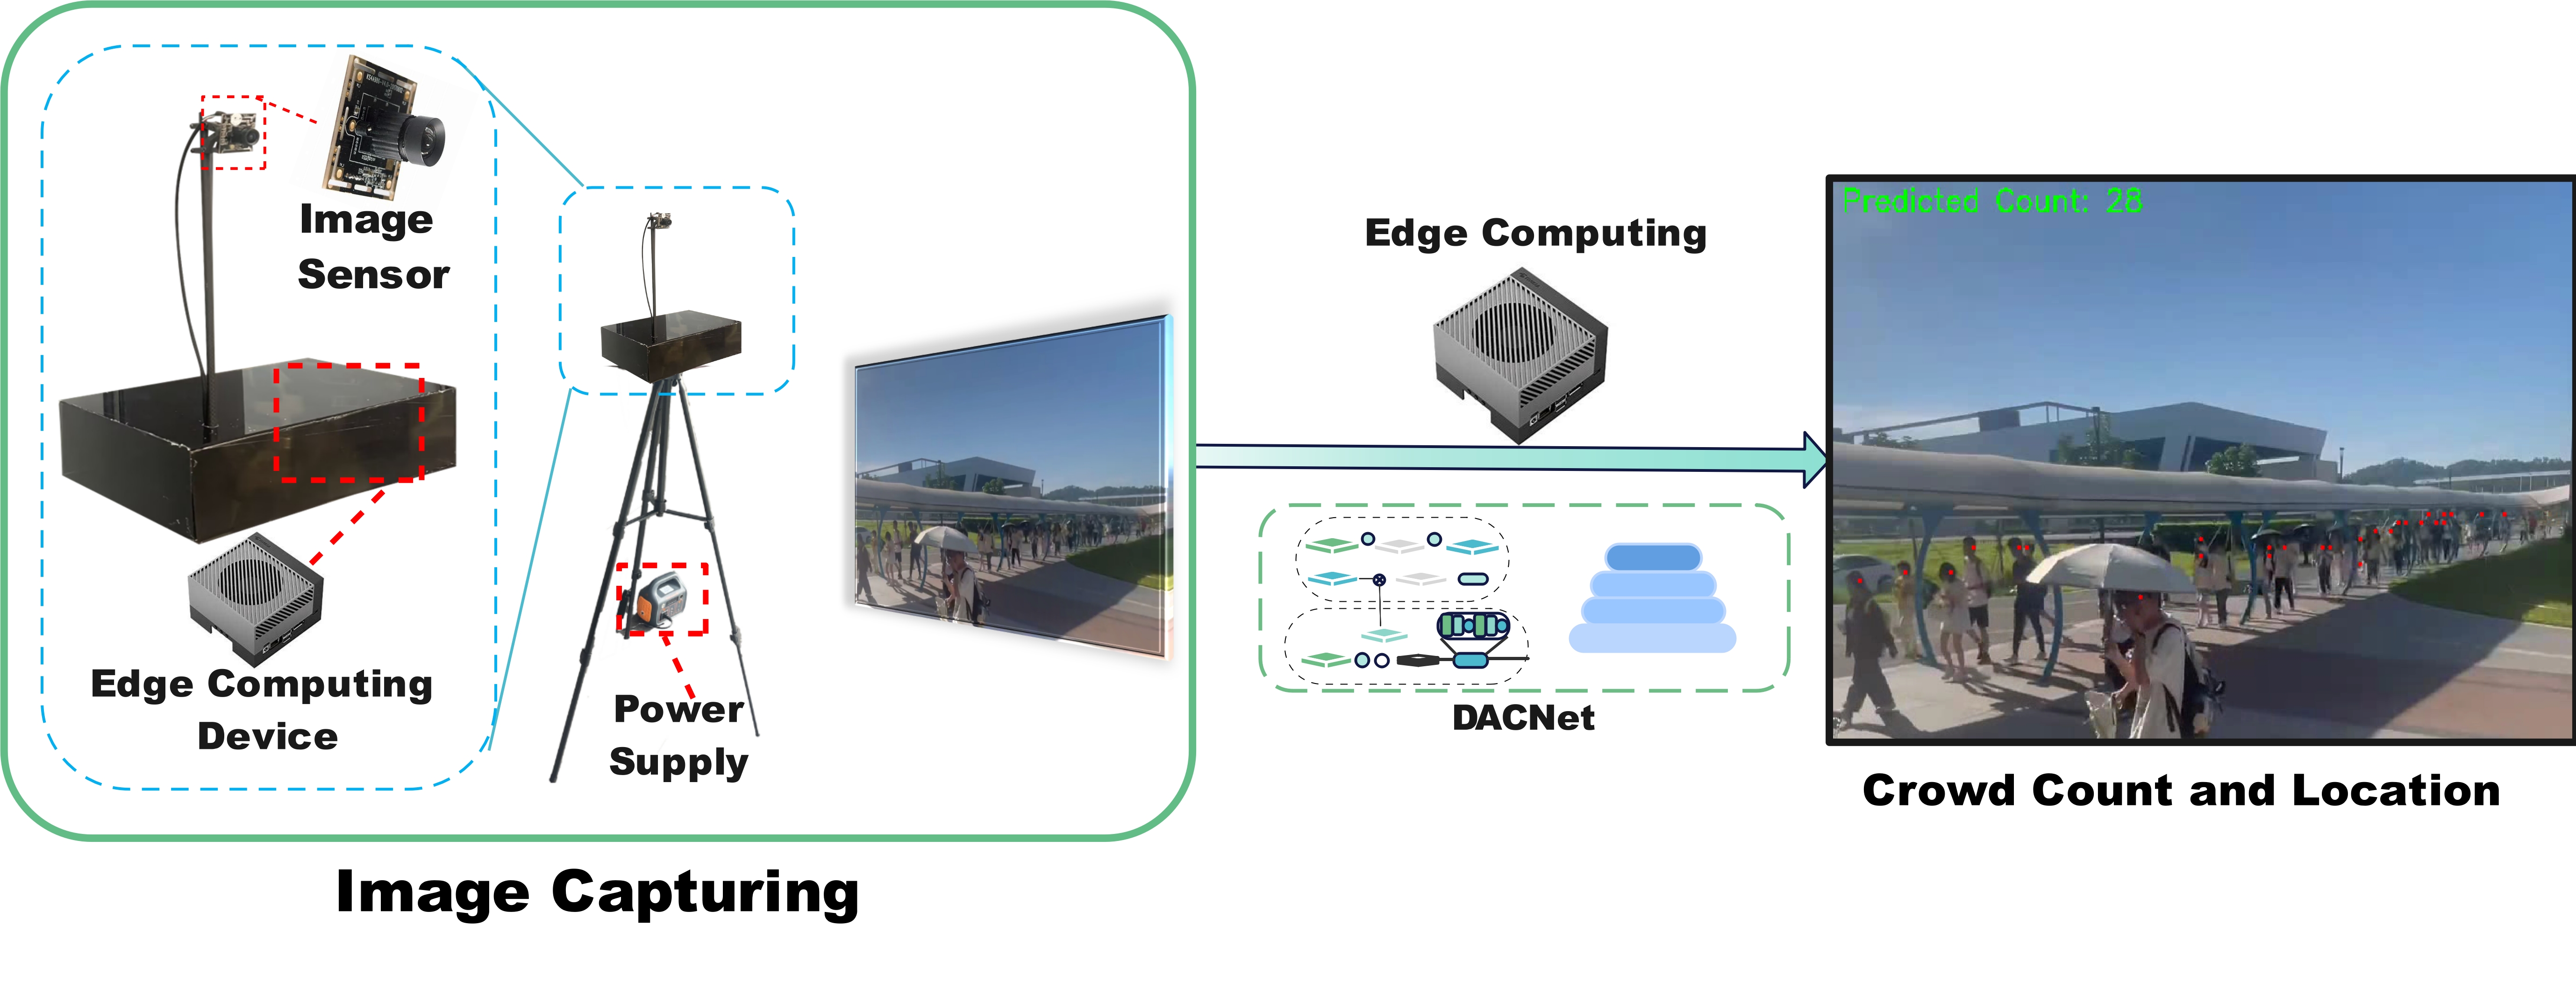 Image
Sensor
Edge Computing
Device
Power
Supply
Image Capturing
Edge Computing
DACNet
Predicted Count: 28
Crowd Count and Location